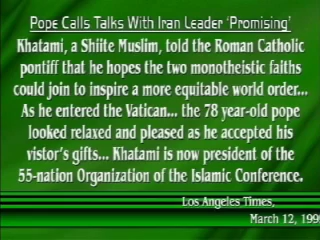 Pope Calls Talks With Iran Leader ‘Promising’
Khatami, a Shiite Muslim, told the Roman Catholic
pontiff that he hopes the two monotheistic faiths
could join to inspire a more equitable world order...
As he entered the Vatican... the 78 year-old pope
looked relaxed and pleased as he accepted his
vistor’s gifts... Khatami is now president of the
55-nation Organization of the Islamic Conference.
Los Angeles Times,
March 12, 199